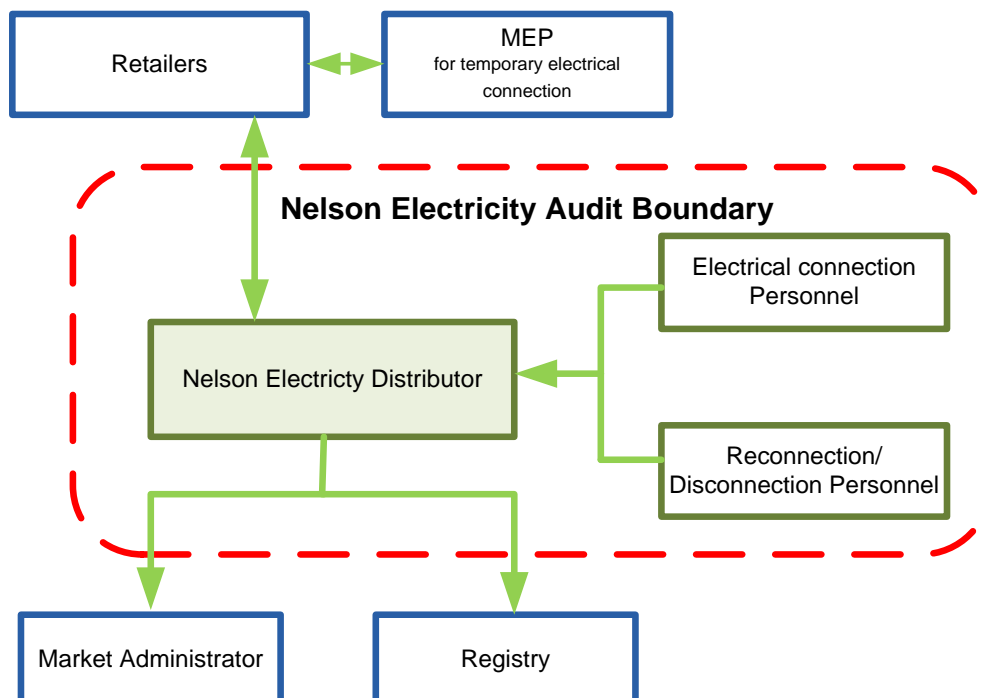 Retailers
MEP
for temporary electrical
connection
Nelson Electricity Audit Boundary
Electrical connection
Personnel
Nelson Electricty Distributor
Reconnection/
Disconnection Personnel
Market Administrator
Registry